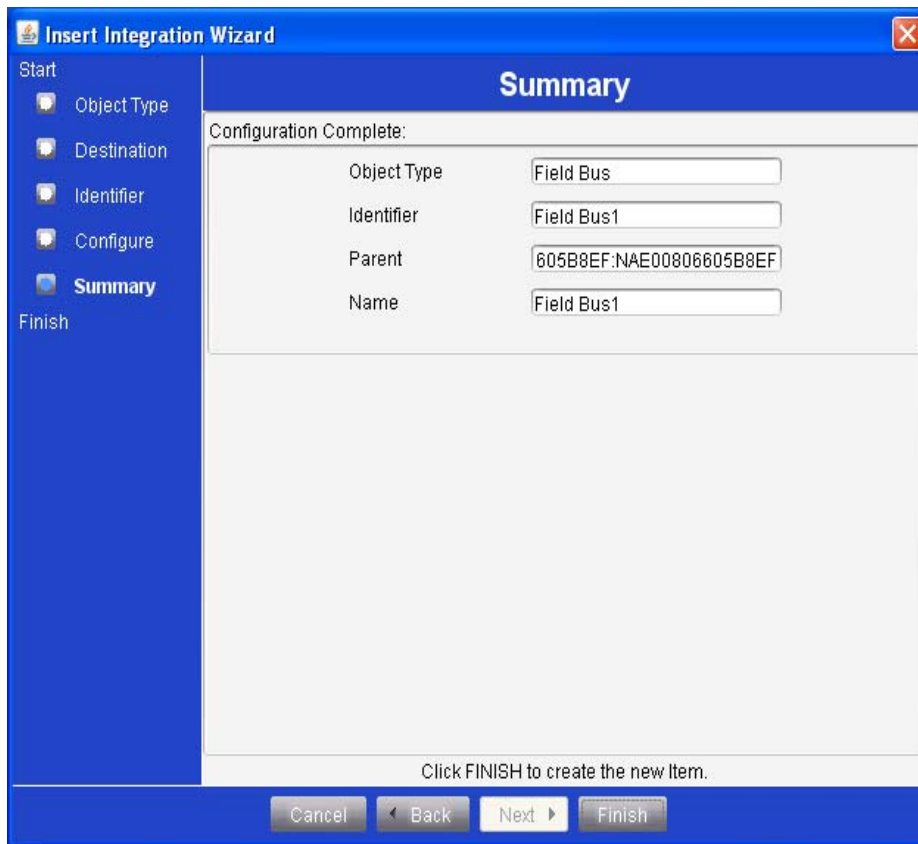 Insert Integration Wizard
Start
Object Type
Destination
Identifier
Configure
Summary
Finish
Summary
Configuration Complete:
Object Type Field Bus
Identifier Field Bus1
Parent 605B8EF:NAE00806605B8EF
Name Field Bus1
Click FINISH to create the new Item.
Cancel Back Next Finish